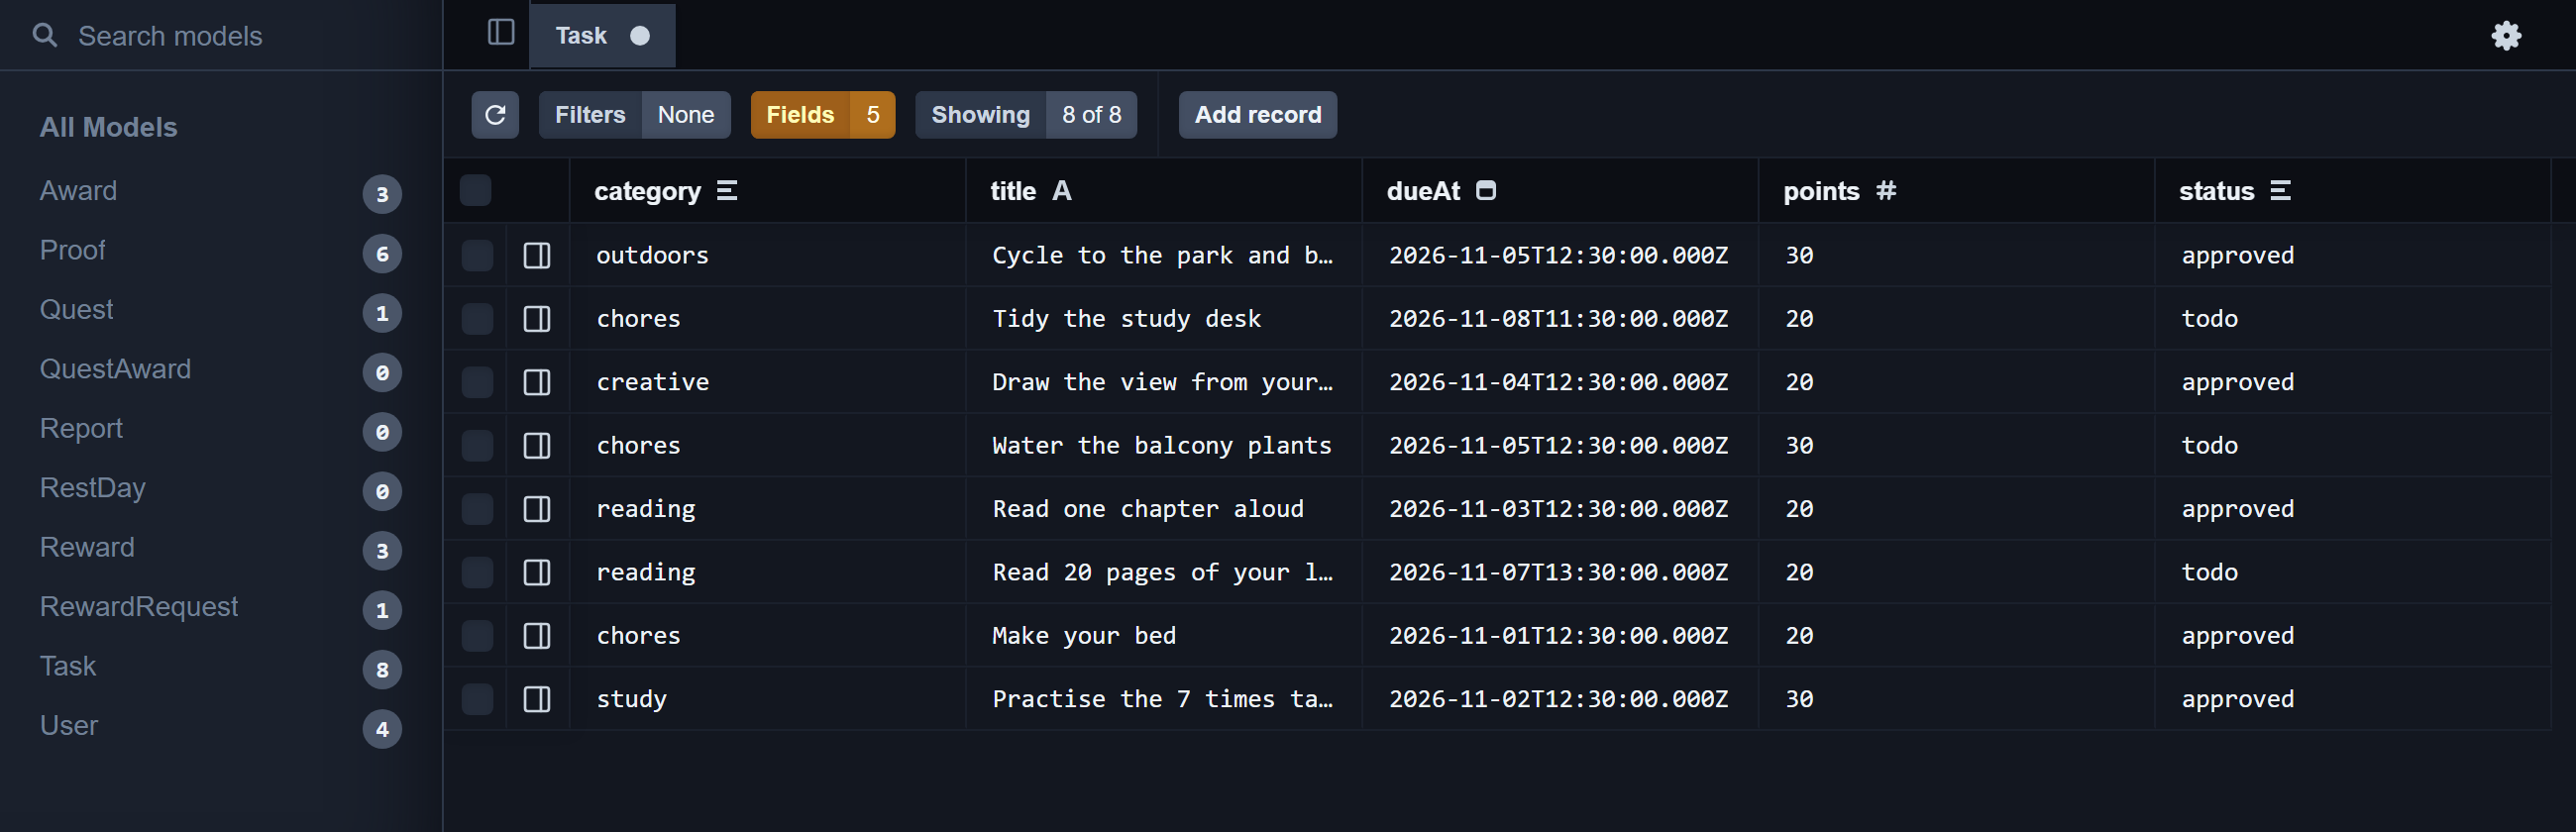 Search models
All Models
Award 3
Proof 6
Quest 1
QuestAward 0
Report 0
RestDay 0
Reward 3
RewardRequest 1
Task 8
User 4
Task
Filters None Fields 5 Showing 8 of 8 Add record
category title A dueAt points # status
outdoors Cycle to the park and b… 2026-11-05T12:30:00.000Z 30 approved
chores Tidy the study desk 2026-11-08T11:30:00.000Z 20 todo
creative Draw the view from your… 2026-11-04T12:30:00.000Z 20 approved
chores Water the balcony plants 2026-11-05T12:30:00.000Z 30 todo
reading Read one chapter aloud 2026-11-03T12:30:00.000Z 20 approved
reading Read 20 pages of your l… 2026-11-07T13:30:00.000Z 20 todo
chores Make your bed 2026-11-01T12:30:00.000Z 20 approved
study Practise the 7 times ta… 2026-11-02T12:30:00.000Z 30 approved